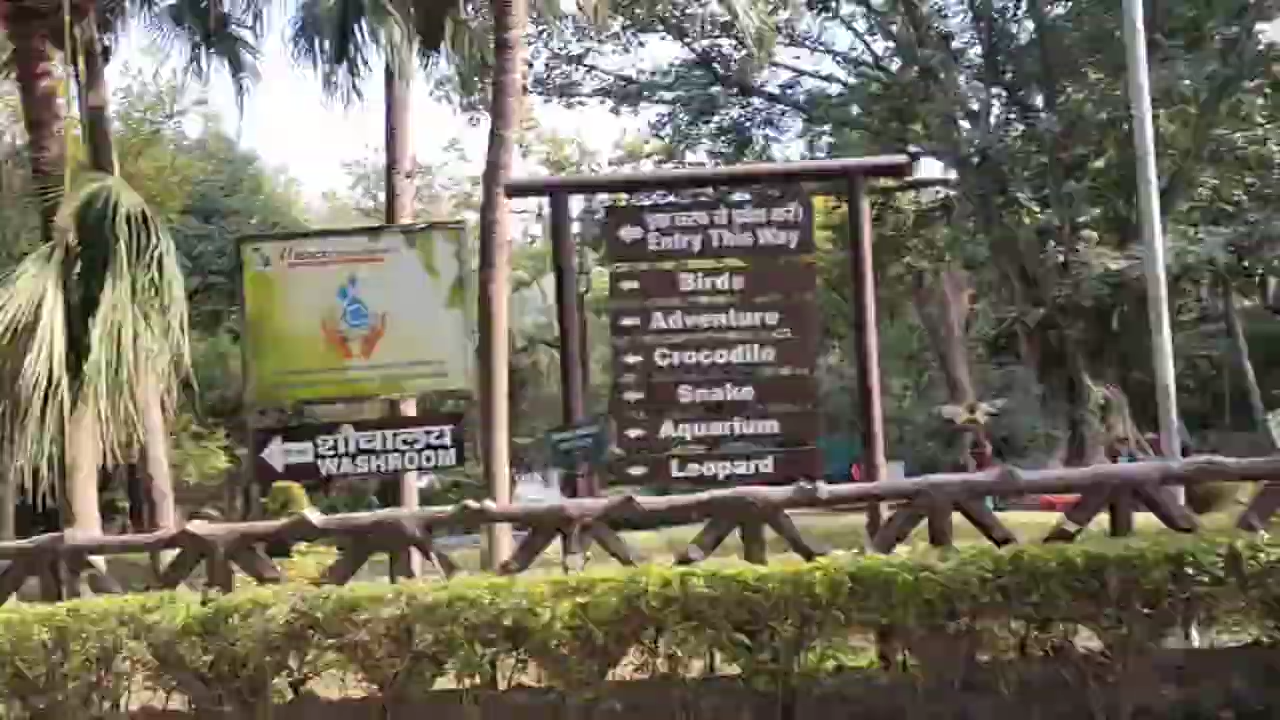 शौचालय
WASHROOM
Entry This Way
Birds
Adventure
Crocodile
Snake
Aquarium
Leopard